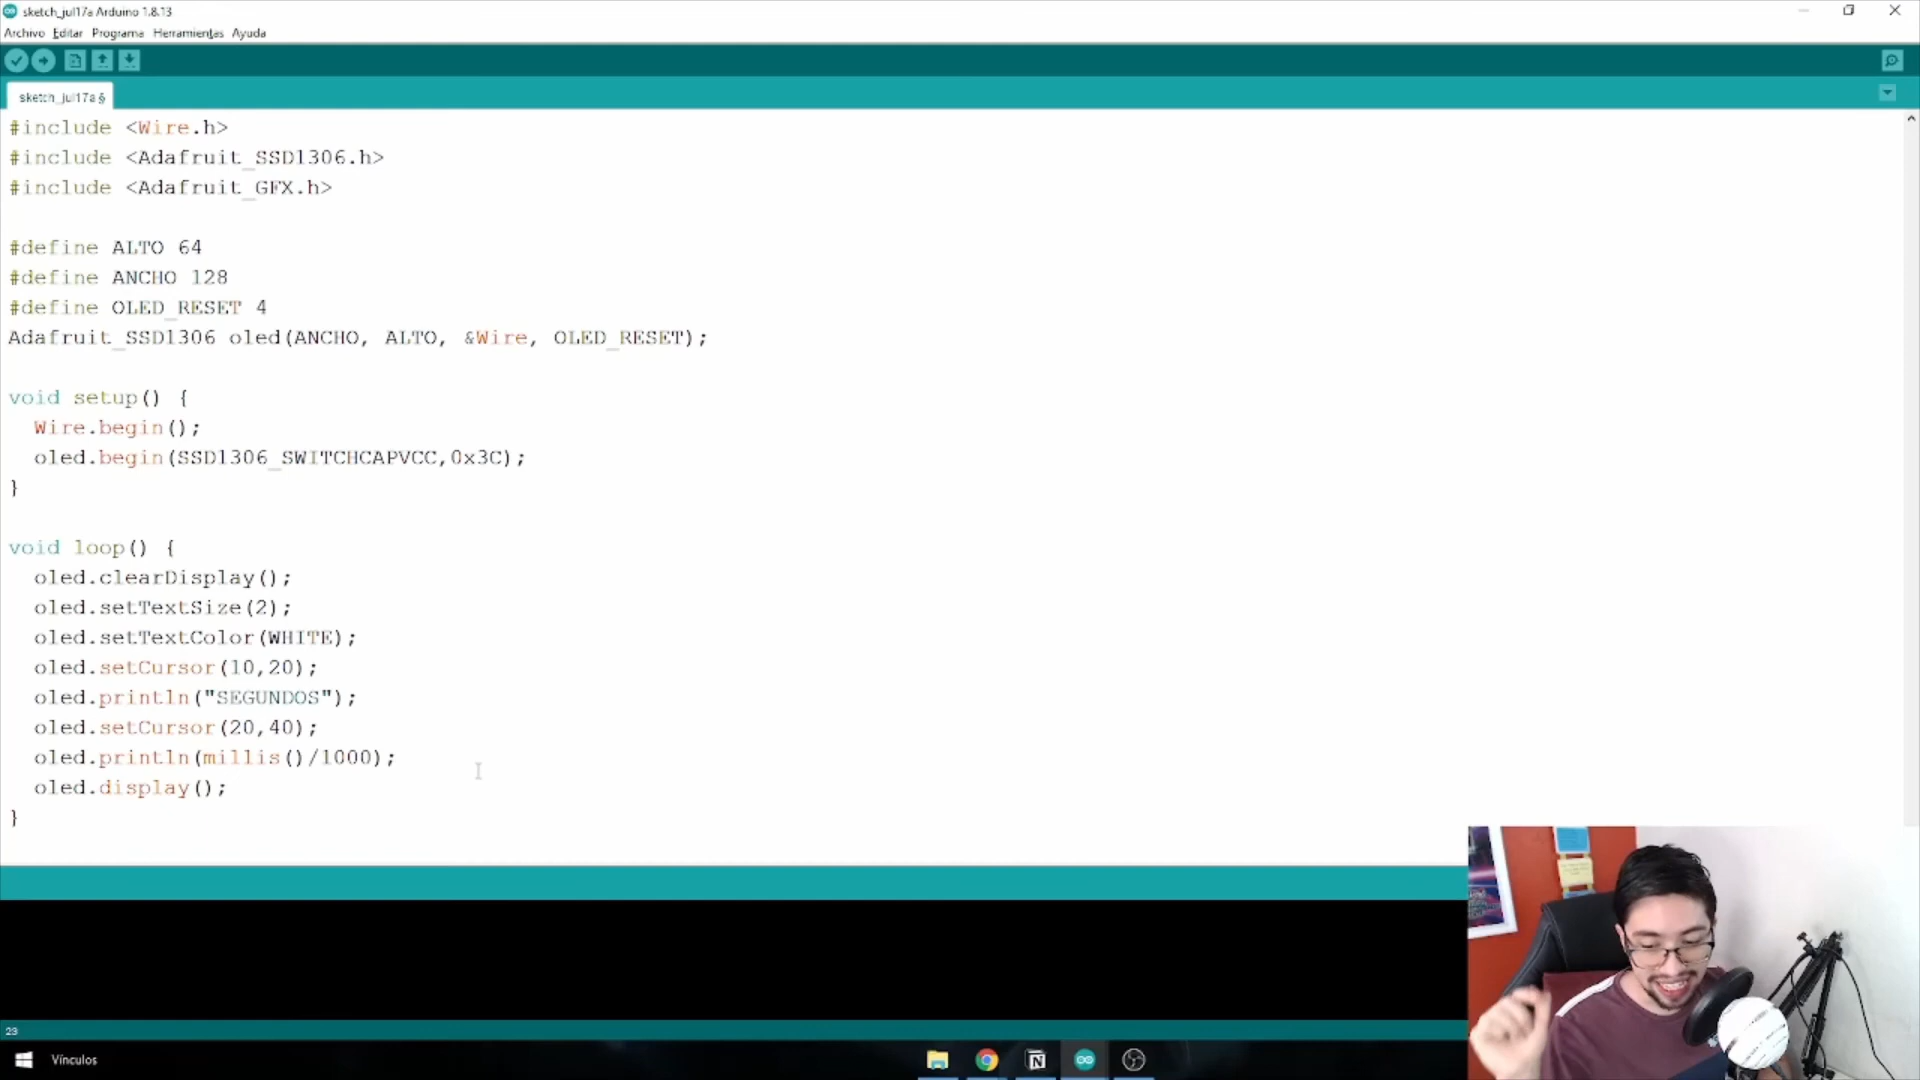 sketch_jul17a Arduino 1.8.13
Archivo Editar Programa Herramientas Ayuda
sketch_jul17a §
#include <Wire.h>
#include <Adafruit_SSD1306.h>
#include <Adafruit_GFX.h>
#define ALTO 64
#define ANCHO 128
#define OLED_RESET 4
Adafruit_SSD1306 oled(ANCHO, ALTO, &Wire, OLED_RESET);
void setup() {
Wire.begin();
oled.begin(SSD1306_SWITCHCAPVCC,0x3C);
}
void loop() {
oled.clearDisplay();
oled.setTextSize(2);
oled.setTextColor(WHITE);
oled.setCursor(10,20);
oled.println("SEGUNDOS");
oled.setCursor(20,40);
oled.println(millis()/1000);
oled.display();
}
23
Vínculos